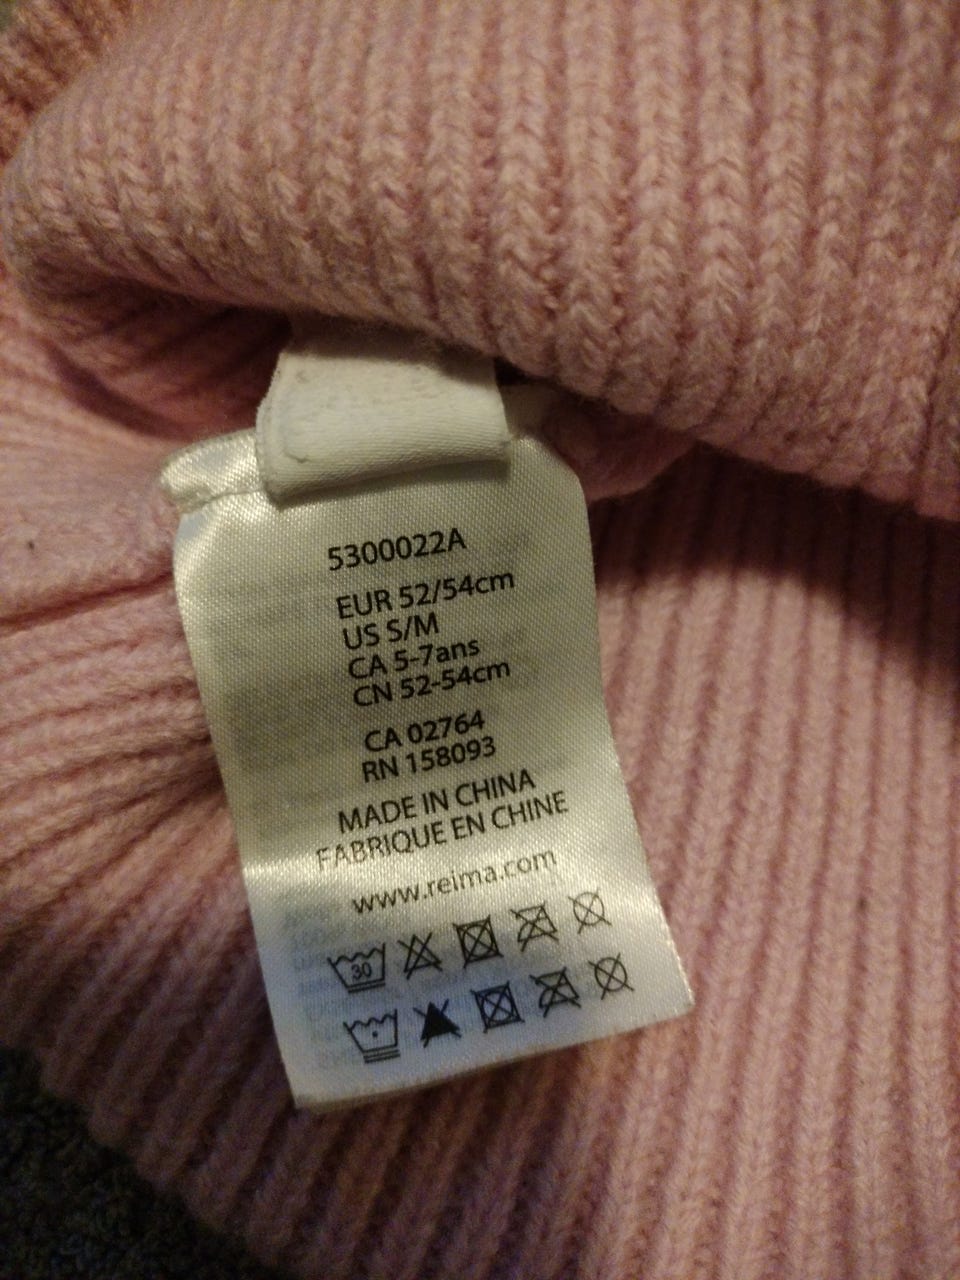 5300022A
EUR 52/54cm
US S/M
CA 5-7ans
CN 52-54cm
CA 02764
RN 158093
MADE IN CHINA
FABRIQUE EN CHINE
www.reima.com
30